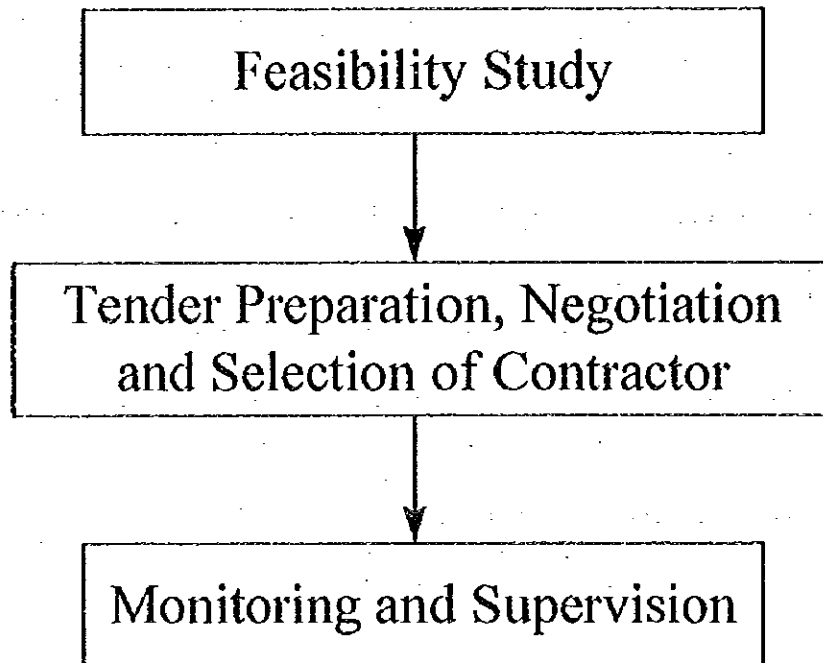 Feasibility Study
Tender Preparation, Negotiation
and Selection of Contractor
Monitoring and Supervision